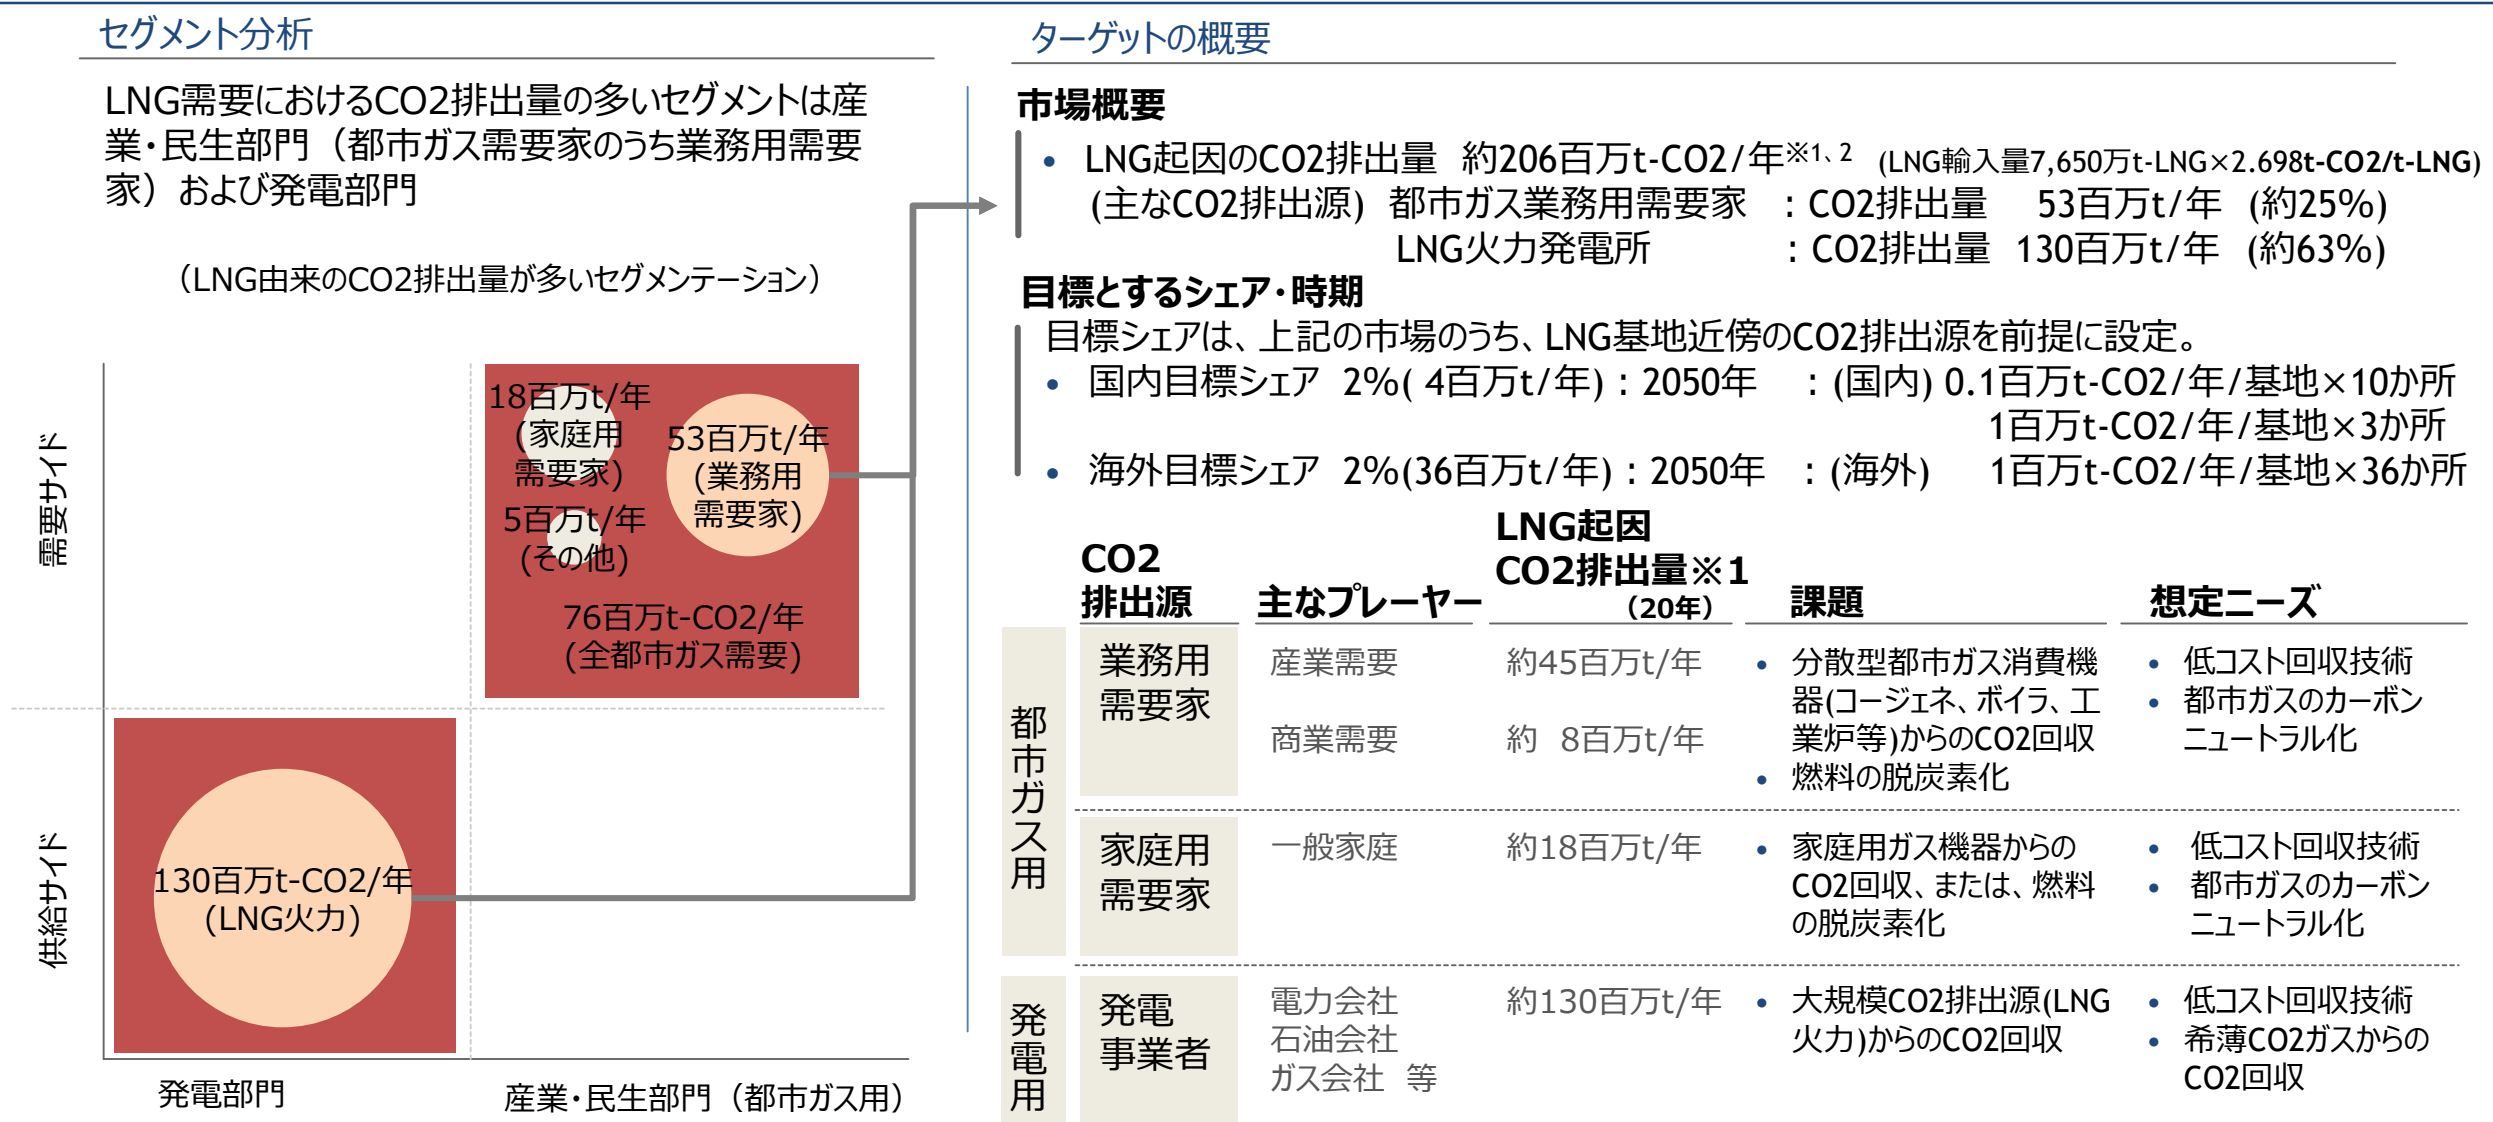 セグメント分析
LNG需要におけるCO2排出量の多いセグメントは産
業・民生部門（都市ガス需要家のうち業務用需要
家）および発電部門
（LNG由来のCO2排出量が多いセグメンテーション）
需要サイド
供給サイド
18百万t/年
(家庭用
需要家)
53百万t/年
(業務用
需要家)
5百万t/年
(その他)
76百万t-CO2/年
(全都市ガス需要)
130百万t-CO2/年
(LNG火力)
発電部門
産業・民生部門（都市ガス用）
ターゲットの概要
市場概要
• LNG起因のCO2排出量　約206百万t-CO2/年※1、2　(LNG輸入量7,650万t-LNG×2.698t-CO2/t-LNG)
(主なCO2排出源)　都市ガス業務用需要家　：CO2排出量　53百万t/年　(約25%)
LNG火力発電所　：CO2排出量　130百万t/年　(約63%)
目標とするシェア・時期
目標シェアは、上記の市場のうち、LNG基地近傍のCO2排出源を前提に設定。
• 国内目標シェア　2%( 4百万t/年)：2050年　：(国内) 0.1百万t-CO2/年/基地×10か所
1百万t-CO2/年/基地×3か所
• 海外目標シェア　2%(36百万t/年)：2050年　：(海外)　1百万t-CO2/年/基地×36か所
CO2
排出源
主なプレーヤー
LNG起因
CO2排出量※1
（20年）
課題
想定ニーズ
都市ガス用
業務用
需要家
産業需要
商業需要
約45百万t/年
約　8百万t/年
• 分散型都市ガス消費機
器(コージェネ、ボイラ、工
業炉等)からのCO2回収
• 燃料の脱炭素化
• 低コスト回収技術
• 都市ガスのカーボン
ニュートラル化
家庭用
需要家
一般家庭
約18百万t/年
• 家庭用ガス機器からの
CO2回収、または、燃料
の脱炭素化
• 低コスト回収技術
• 都市ガスのカーボン
ニュートラル化
発電用
発電
事業者
電力会社
石油会社
ガス会社　等
約130百万t/年
• 大規模CO2排出源(LNG
火力)からのCO2回収
• 低コスト回収技術
• 希薄CO2ガスからの
CO2回収